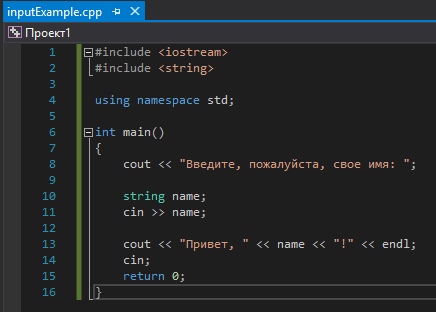 inputExample.cpp
Проект1
1 #include <iostream>
2 #include <string>
3
4 using namespace std;
5
6 int main()
7 {
8 cout << "Введите, пожалуйста, свое имя: ";
9
10 string name;
11 cin >> name;
12
13 cout << "Привет, " << name << "!" << endl;
14 cin;
15 return 0;
16 }